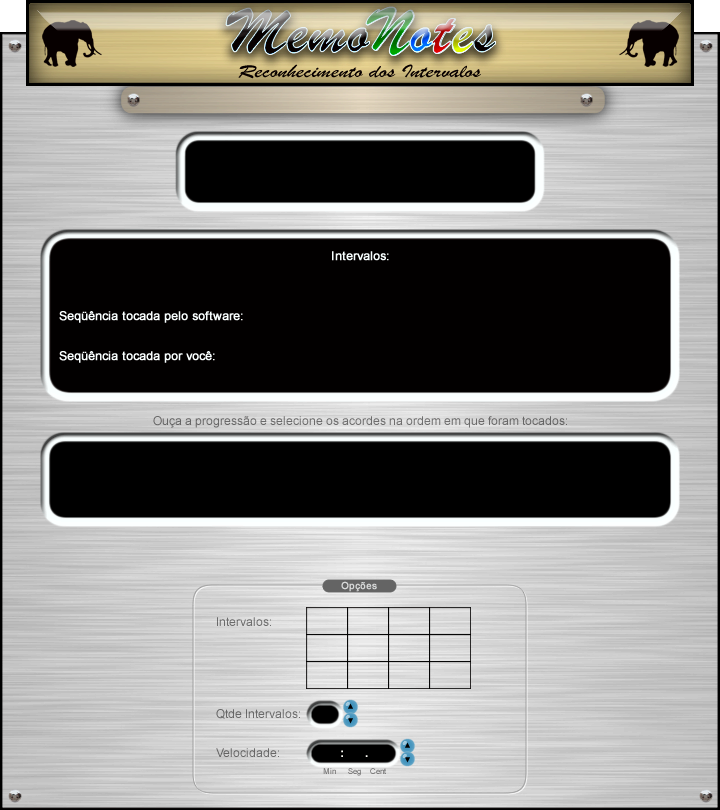 MemoNotes
Reconhecimento dos Intervalos
Intervalos:
Seqüência tocada pelo software:
Seqüência tocada por você:
Ouça a progressão e selecione os acordes na ordem em que foram tocados:
Opções
Intervalos:
Qtde Intervalos:
Velocidade: : .
Min Seg Cent